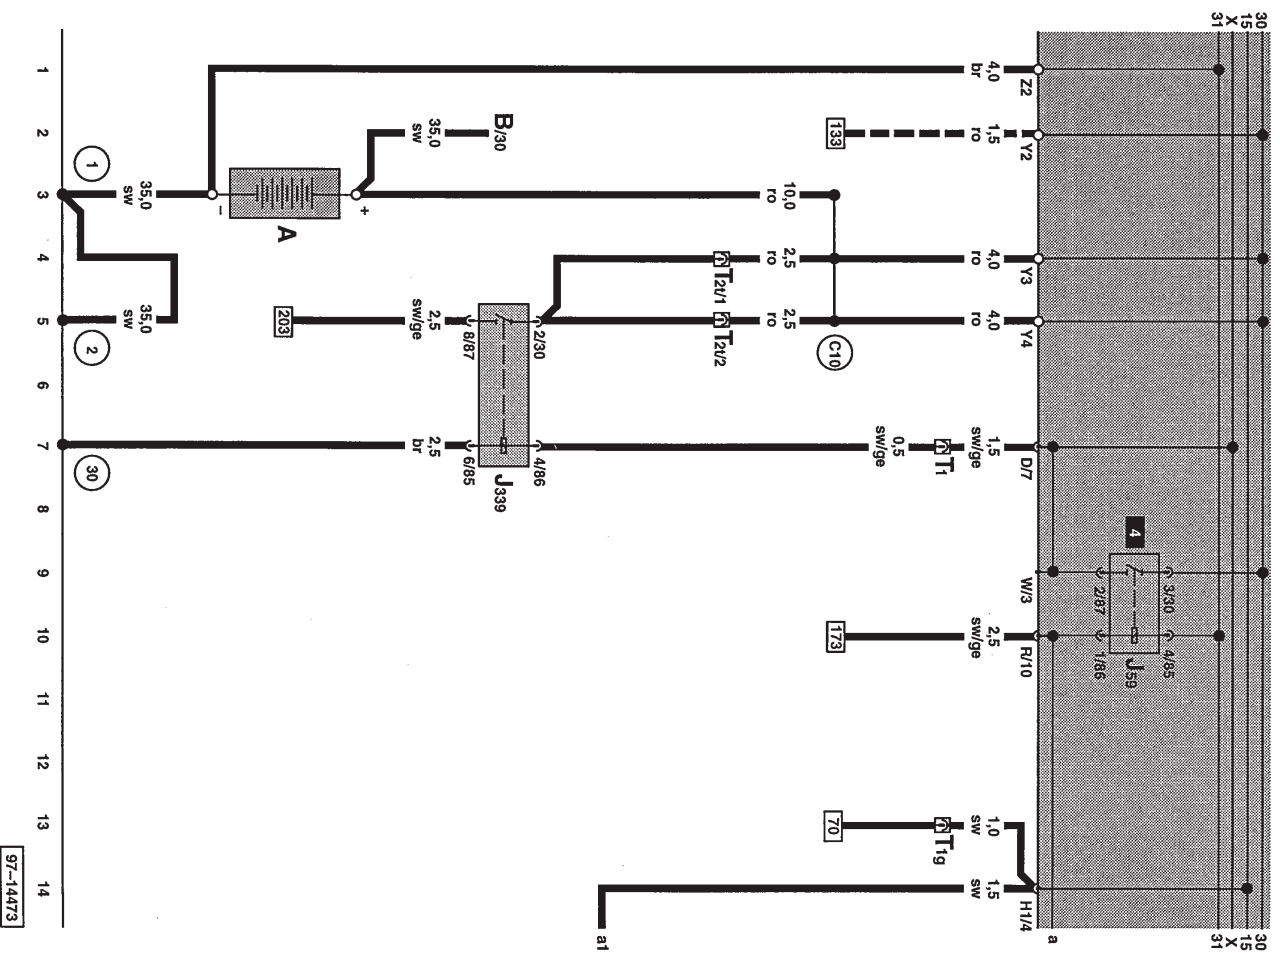 30
15
X
31
Z2
4,0
br
Y2
1,5
ro
133
B/30
35,0
sw
10,0
ro
+
–
A
35,0
sw
Y3
4,0
ro
2,5
ro
T2t/1
Y4
4,0
ro
2,5
ro
T2t/2
C10
2/30
8/87
2,5
sw/ge
203
35,0
sw
D/7
1,5
sw/ge
T1
0,5
sw/ge
4/86
6/85
J339
2,5
br
4
3/30
2/87
W/3
4/85
1/86
J59
R/10
2,5
sw/ge
173
1,0
sw
T1g
70
H1/4
1,5
sw
a1
a
30
15
X
31
1
2
30
1
2
3
4
5
6
7
8
9
10
11
12
13
14
97–14473